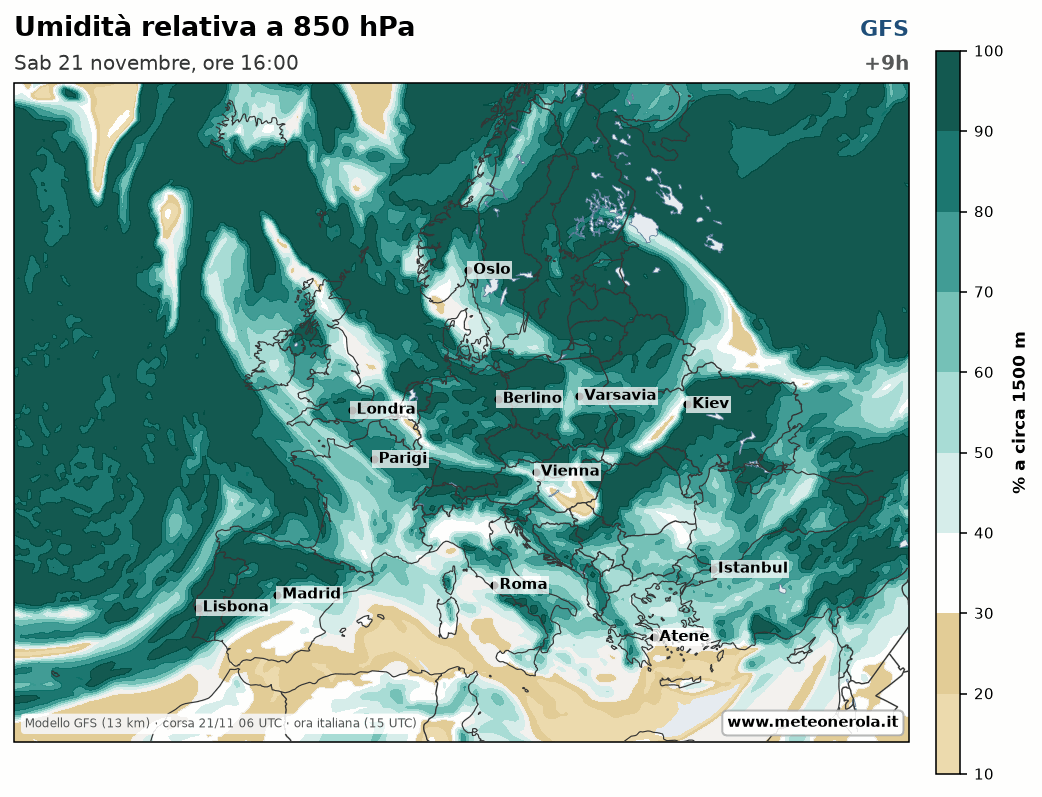 Umidità relativa a 850 hPa
GFS
Sab 21 novembre, ore 16:00
+9h
100
90
80
70
60
50
40
30
20
10
% a circa 1500 m
Oslo
Berlino
Varsavia
Kiev
Londra
Parigi
Vienna
Istanbul
Roma
Madrid
Lisbona
Atene
Modello GFS (13 km) · corsa 21/11 06 UTC · ora italiana (15 UTC)
www.meteonerola.it